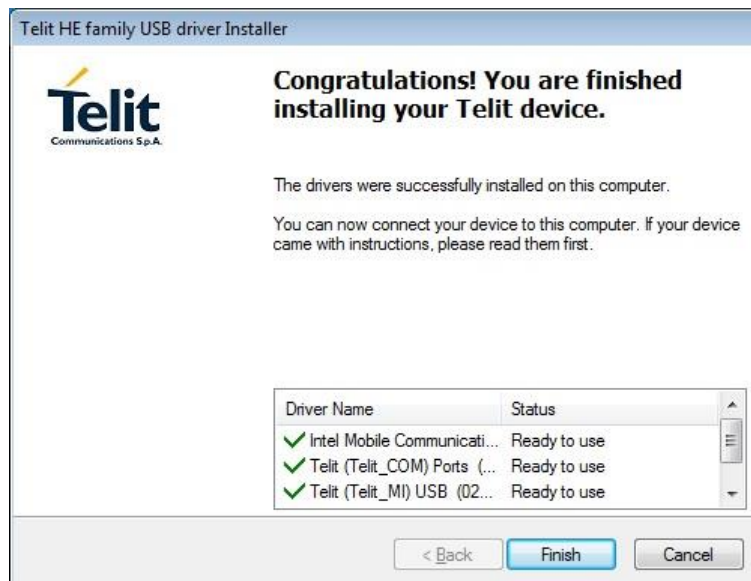 Telit HE family USB driver Installer
Telit
Communications S.p.A.
Congratulations! You are finished
installing your Telit device.
The drivers were successfully installed on this computer.
You can now connect your device to this computer. If your device
came with instructions, please read them first.
Driver Name Status
Intel Mobile Communicati... Ready to use
Telit (Telit_COM) Ports (... Ready to use
Telit (Telit_MI) USB (02... Ready to use
< Back Finish Cancel